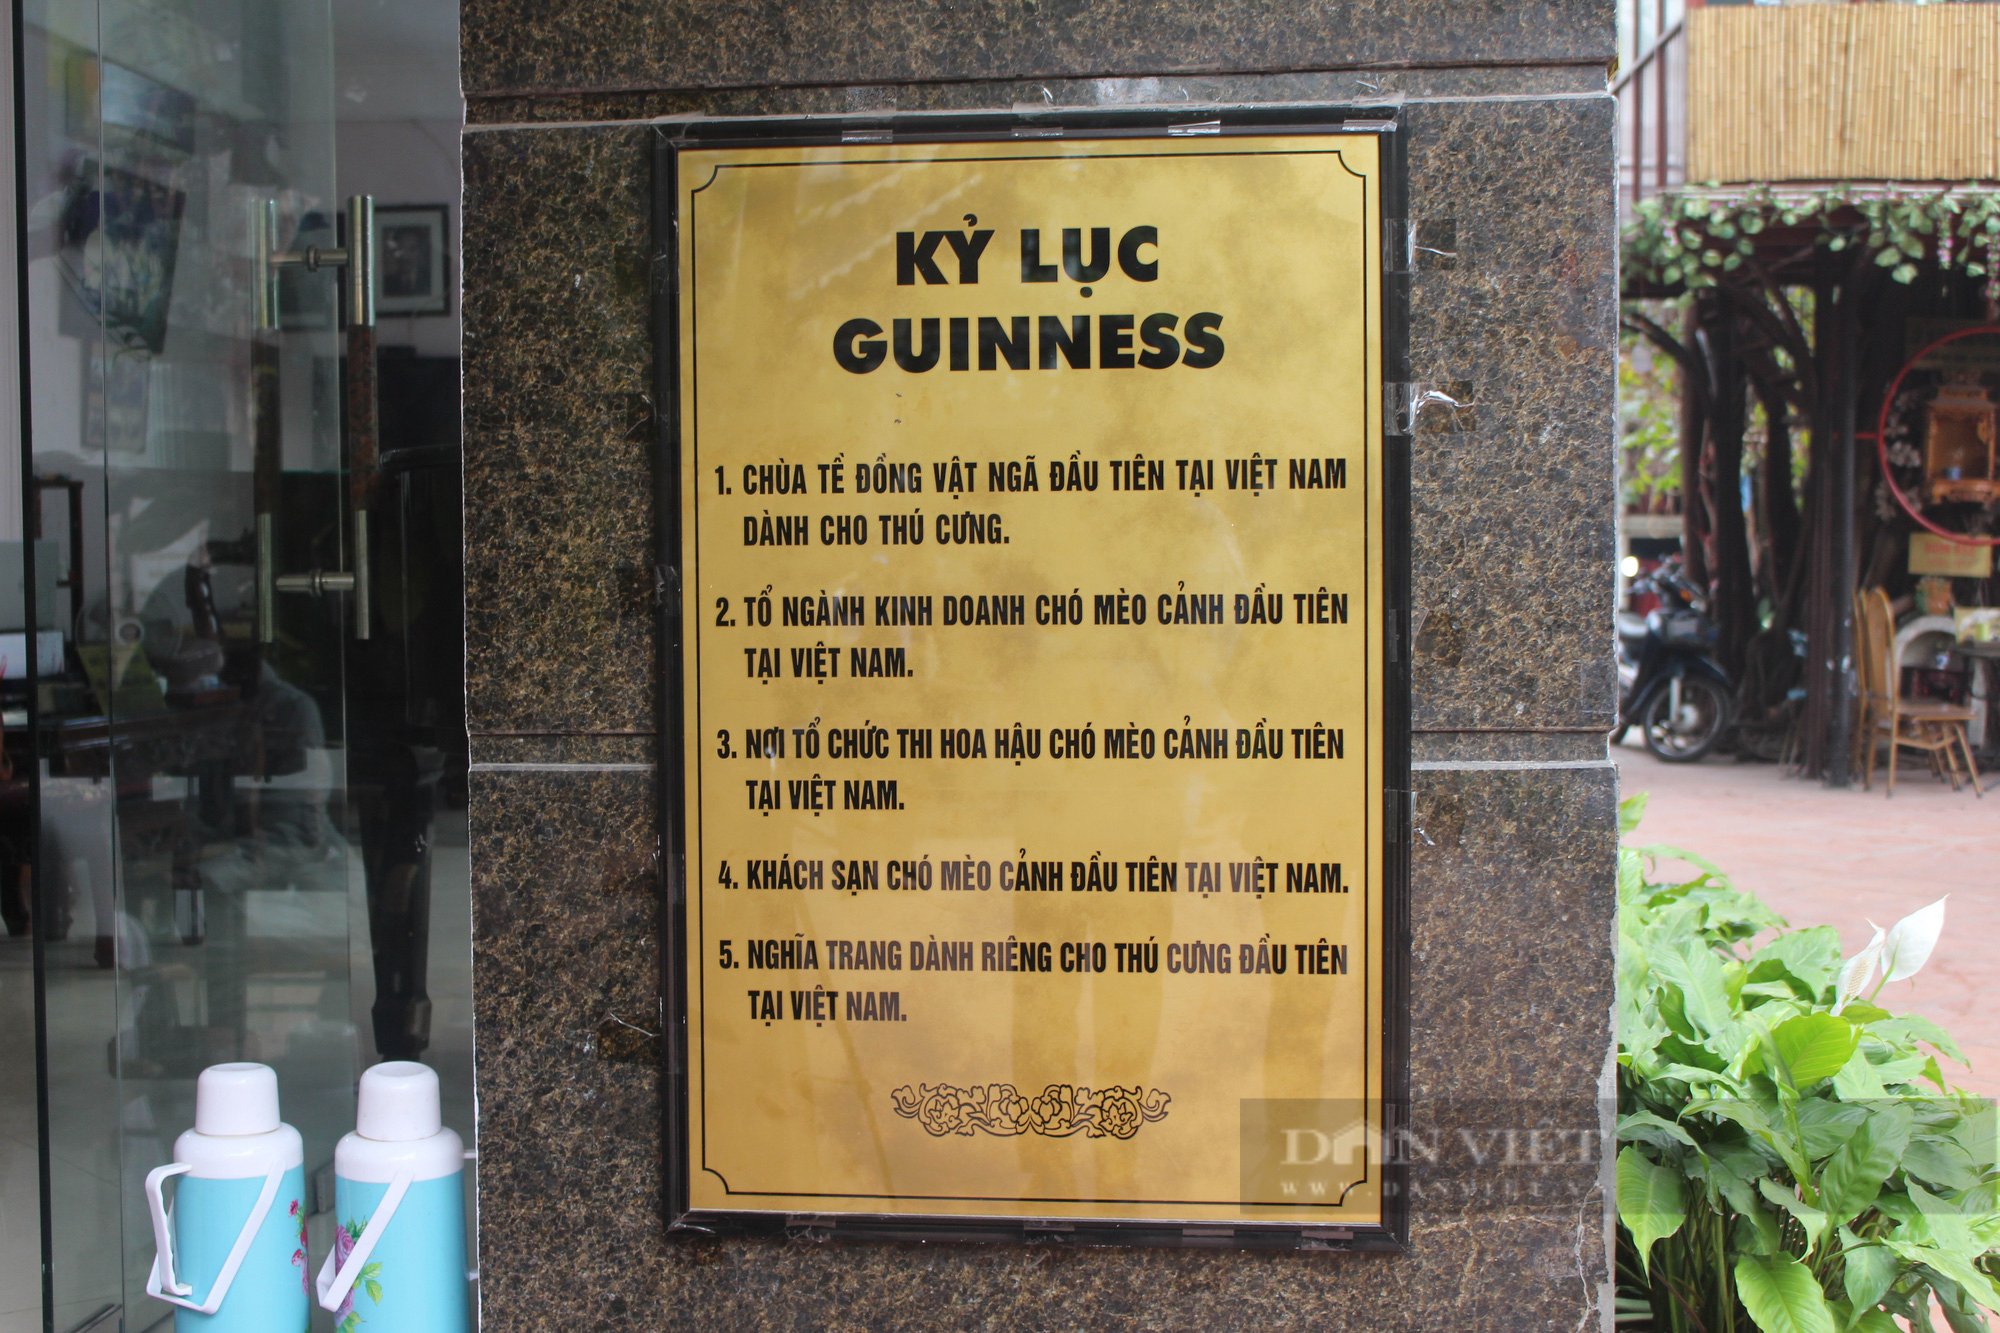 KỶ LỤC
GUINNESS
1. CHÙA TỀ ĐỒNG VẬT NGÃ ĐẦU TIÊN TẠI VIỆT NAM
DÀNH CHO THÚ CƯNG.
2. TỔ NGÀNH KINH DOANH CHÓ MÈO CẢNH ĐẦU TIÊN
TẠI VIỆT NAM.
3. NƠI TỔ CHỨC THI HOA HẬU CHÓ MÈO CẢNH ĐẦU TIÊN
TẠI VIỆT NAM.
4. KHÁCH SẠN CHÓ MÈO CẢNH ĐẦU TIÊN TẠI VIỆT NAM.
5. NGHĨA TRANG DÀNH RIÊNG CHO THÚ CƯNG ĐẦU TIÊN
TẠI VIỆT NAM.
DÂN VIỆT